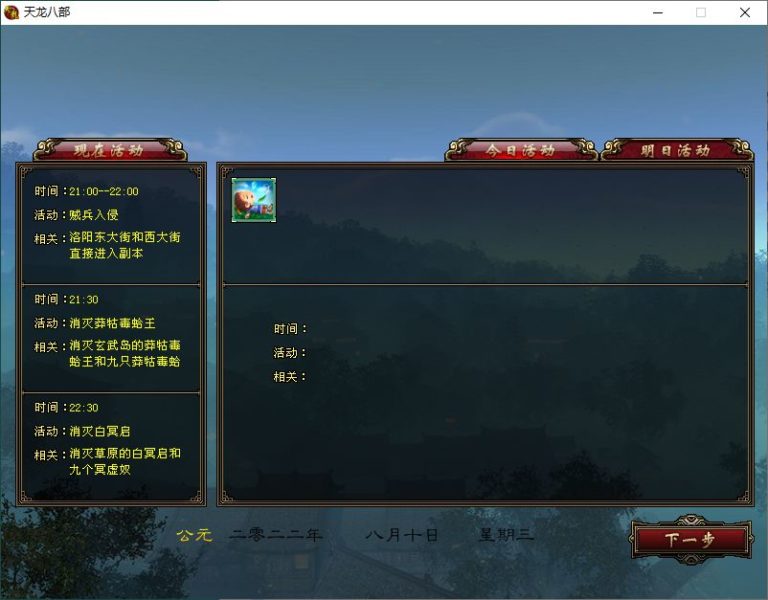 天龙八部
现在活动
今日活动
明日活动
时间：21:00--22:00
活动：贼兵入侵
相关：洛阳东大街和西大街
直接进入副本
时间：21:30
活动：消灭莽牯毒蛤王
相关：消灭玄武岛的莽牯毒
蛤王和九只莽牯毒蛤
时间：22:30
活动：消灭白冥启
相关：消灭草原的白冥启和
九个冥虚奴
时间：
活动：
相关：
公元 二零二二年 八月十日 星期三
下一步